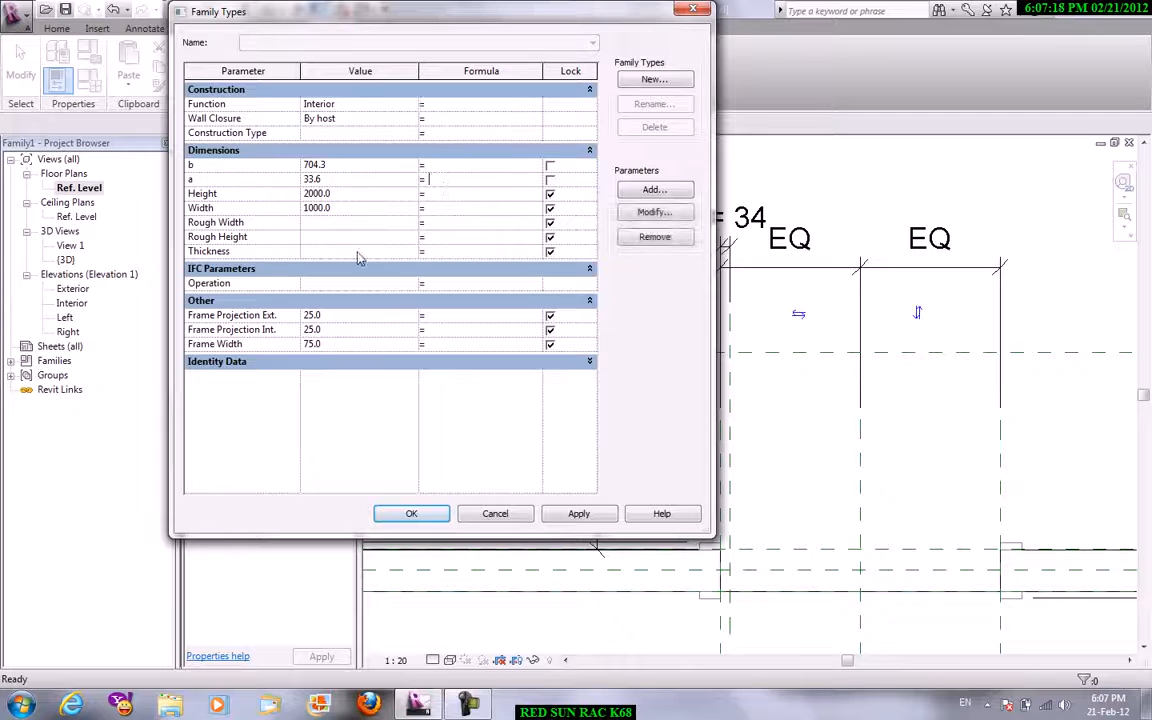 Family Types
Type a keyword or phrase
6:07:18 PM 02/21/2012
Home Insert Annotate
Modify
Paste
Select Properties Clipboard
Family1 - Project Browser
Views (all)
Floor Plans
Ref. Level
Ceiling Plans
Ref. Level
3D Views
View 1
{3D}
Elevations (Elevation 1)
Exterior
Interior
Left
Right
Sheets (all)
Families
Groups
Revit Links
Name:
Parameter Value Formula Lock
Construction
Function Interior =
Wall Closure By host =
Construction Type =
Dimensions
b 704.3 =
a 33.6 =
Height 2000.0 =
Width 1000.0 =
Rough Width =
Rough Height =
Thickness =
IFC Parameters
Operation =
Other
Frame Projection Ext. 25.0 =
Frame Projection Int. 25.0 =
Frame Width 75.0 =
Identity Data
Family Types
New...
Rename...
Delete
Parameters
Add...
Modify...
Remove
OK Cancel Apply Help
= 34
EQ EQ
Properties help Apply
1 : 20
Ready
:0
EN
6:07 PM
21-Feb-12
RED SUN RAC K68